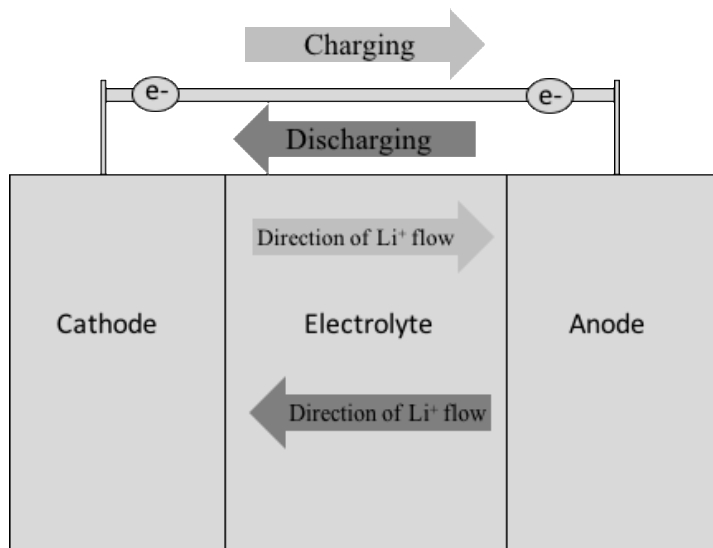 Charging
e-
e-
Discharging
Direction of Li⁺ flow
Cathode
Electrolyte
Anode
Direction of Li⁺ flow